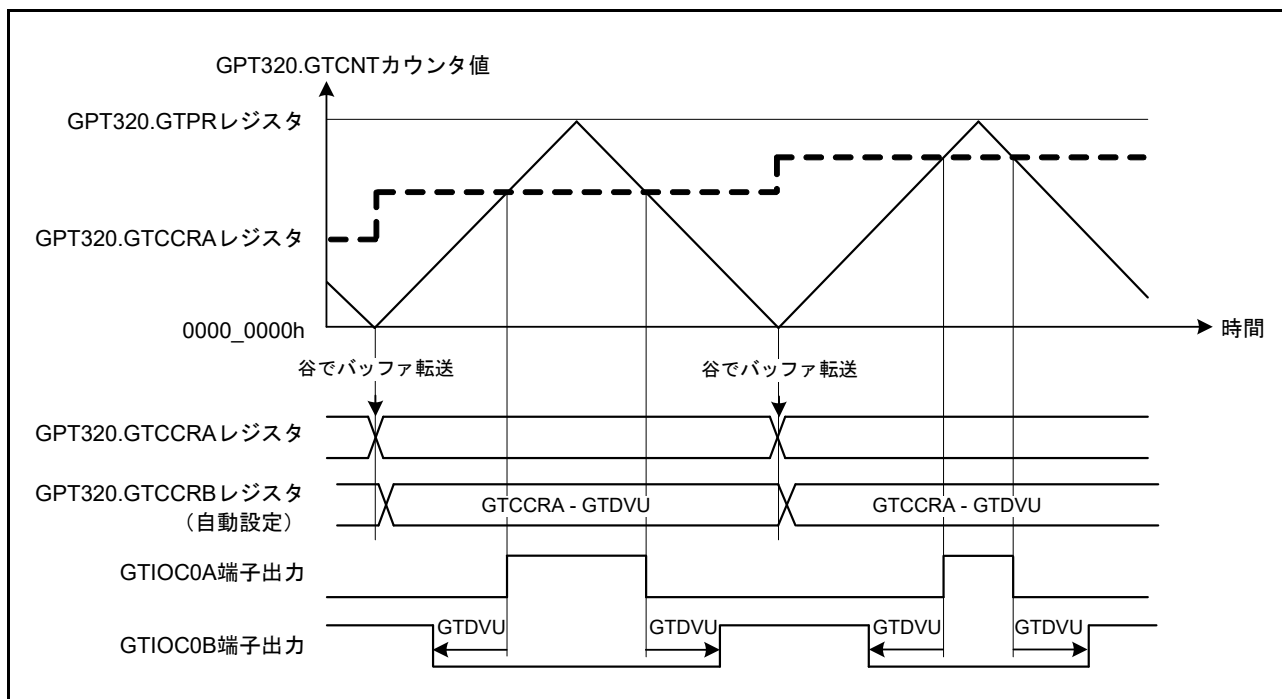 GPT320.GTCNTカウンタ値
GPT320.GTPRレジスタ
GPT320.GTCCRAレジスタ
0000_0000h
時間
谷でバッファ転送
谷でバッファ転送
GPT320.GTCCRAレジスタ
GPT320.GTCCRBレジスタ
（自動設定）
GTCCRA - GTDVU
GTCCRA - GTDVU
GTIOC0A端子出力
GTIOC0B端子出力
GTDVU
GTDVU
GTDVU
GTDVU